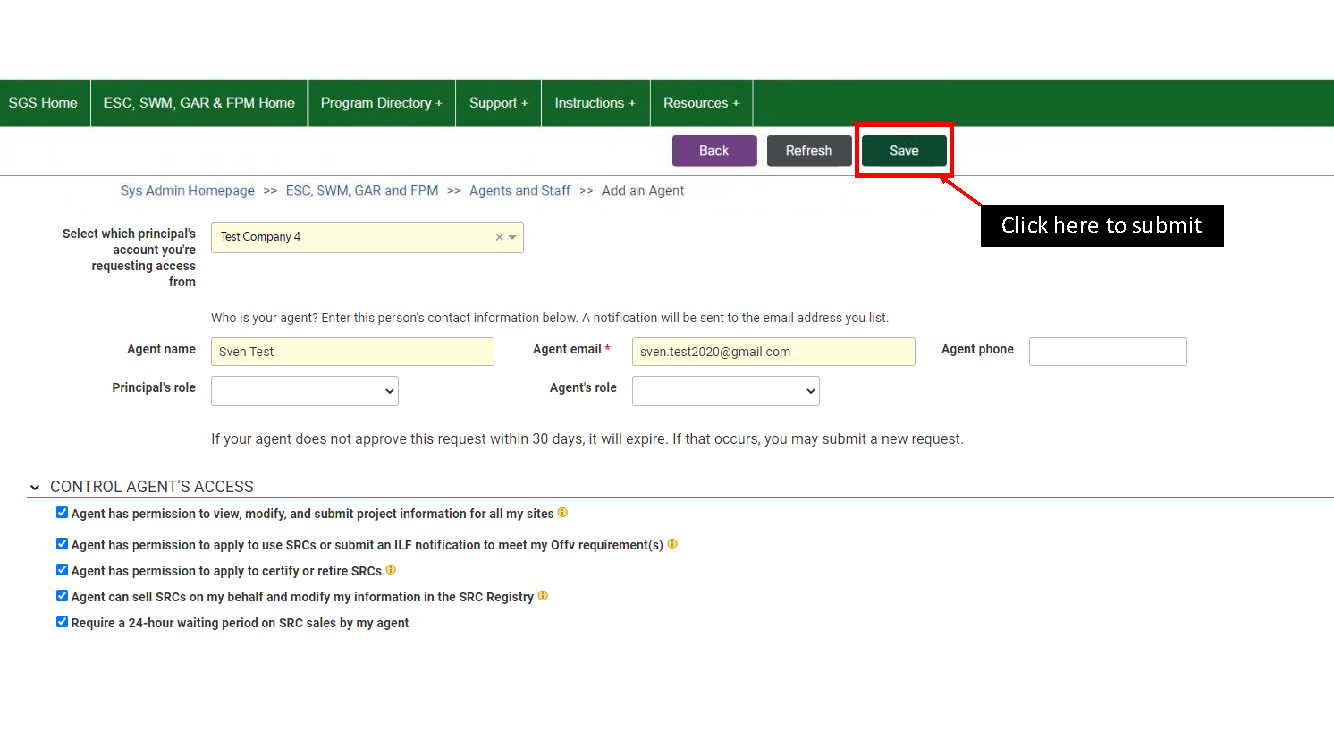 SGS Home ESC, SWM, GAR & FPM Home Program Directory + Support + Instructions + Resources +
Back Refresh Save
Sys Admin Homepage >> ESC, SWM, GAR and FPM >> Agents and Staff >> Add an Agent
Click here to submit
Select which principal's
account you're
requesting access
from
Test Company 4 ×
Who is your agent? Enter this person's contact information below. A notification will be sent to the email address you list.
Agent name Sven Test Agent email * sven.test2020@gmail.com Agent phone
Principal's role Agent's role
If your agent does not approve this request within 30 days, it will expire. If that occurs, you may submit a new request.
CONTROL AGENT'S ACCESS
Agent has permission to view, modify, and submit project information for all my sites
Agent has permission to apply to use SRCs or submit an ILF notification to meet my Offv requirement(s)
Agent has permission to apply to certify or retire SRCs
Agent can sell SRCs on my behalf and modify my information in the SRC Registry
Require a 24-hour waiting period on SRC sales by my agent